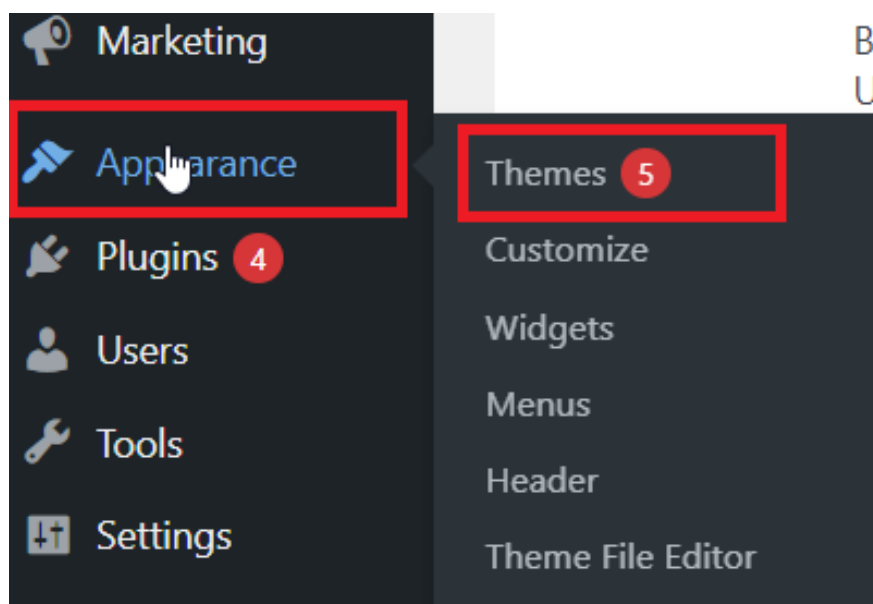 Marketing
Appearance
Plugins 4
Users
Tools
Settings
Themes 5
Customize
Widgets
Menus
Header
Theme File Editor